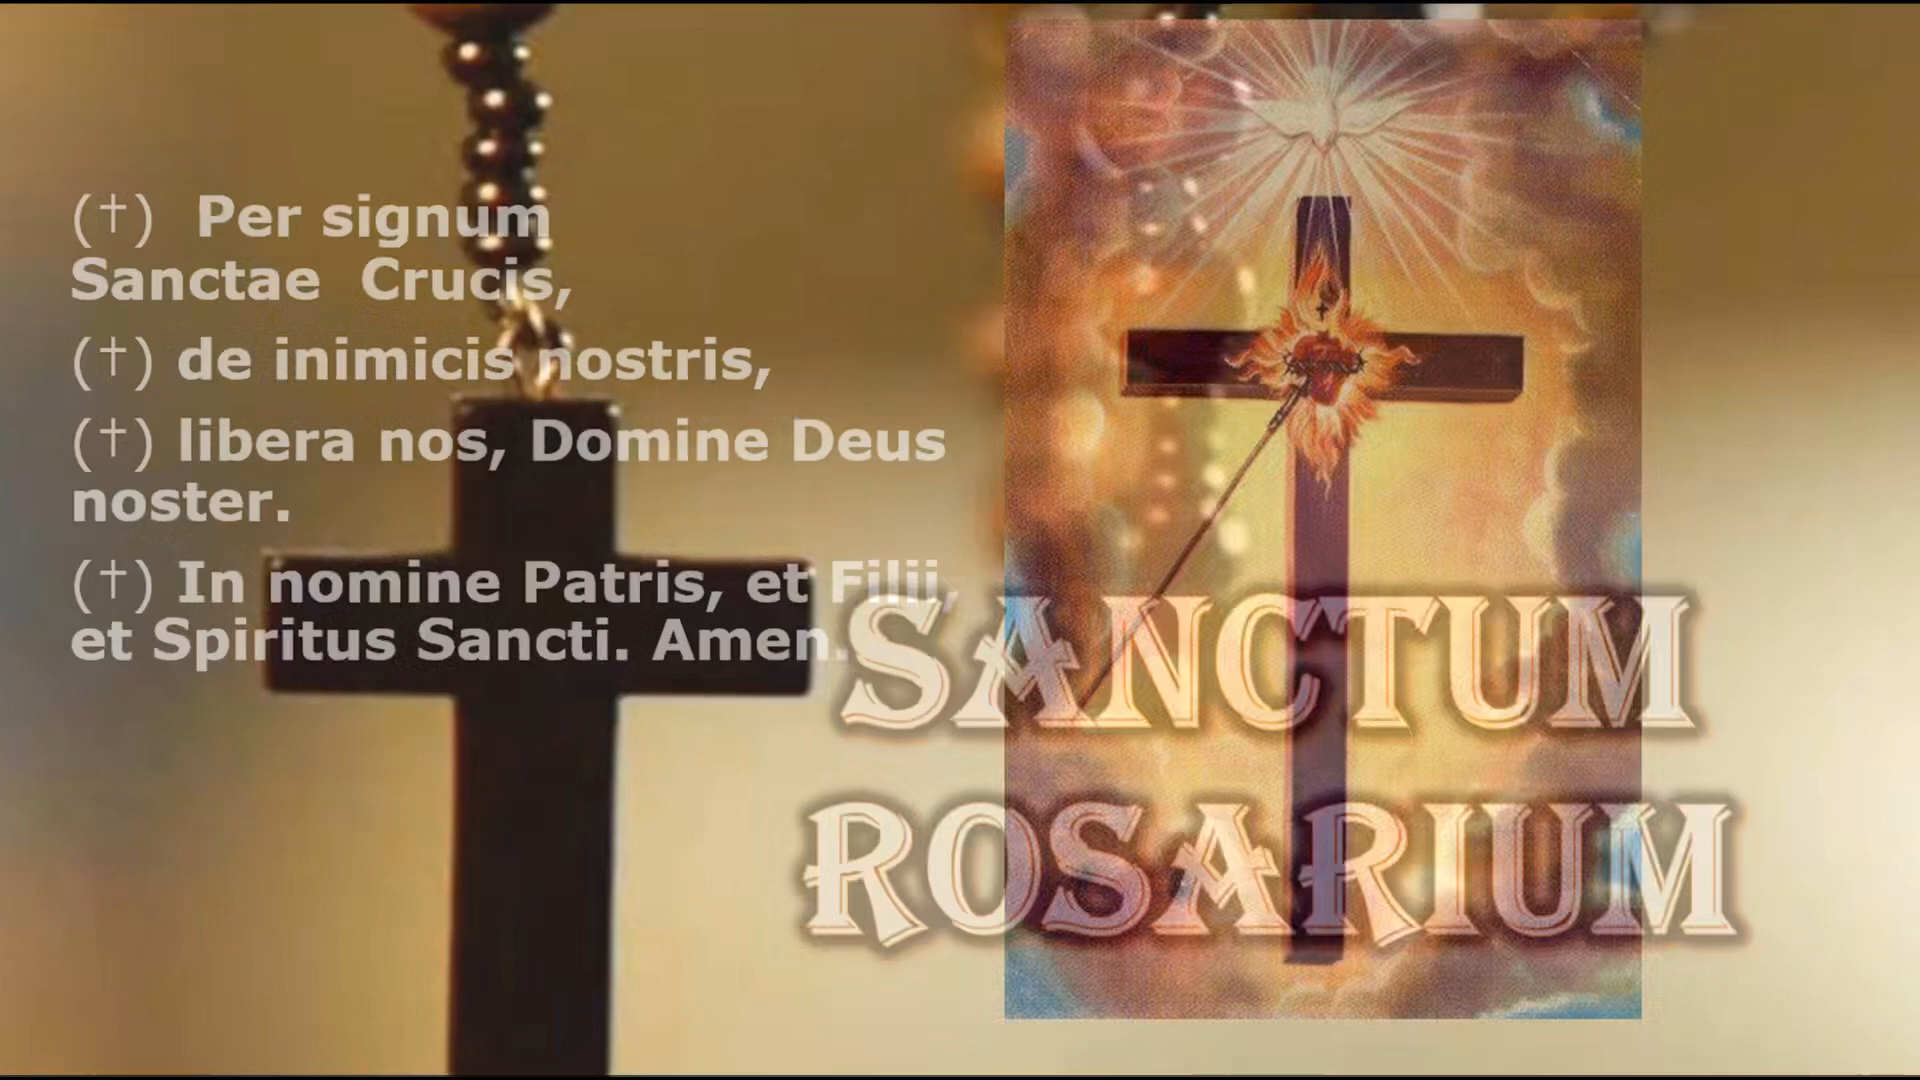 (†) Per signum
Sanctae Crucis,
(†) de inimicis nostris,
(†) libera nos, Domine Deus
noster.
(†) In nomine Patris, et Filii,
et Spiritus Sancti. Amen.
SANCTUM
ROSARIUM